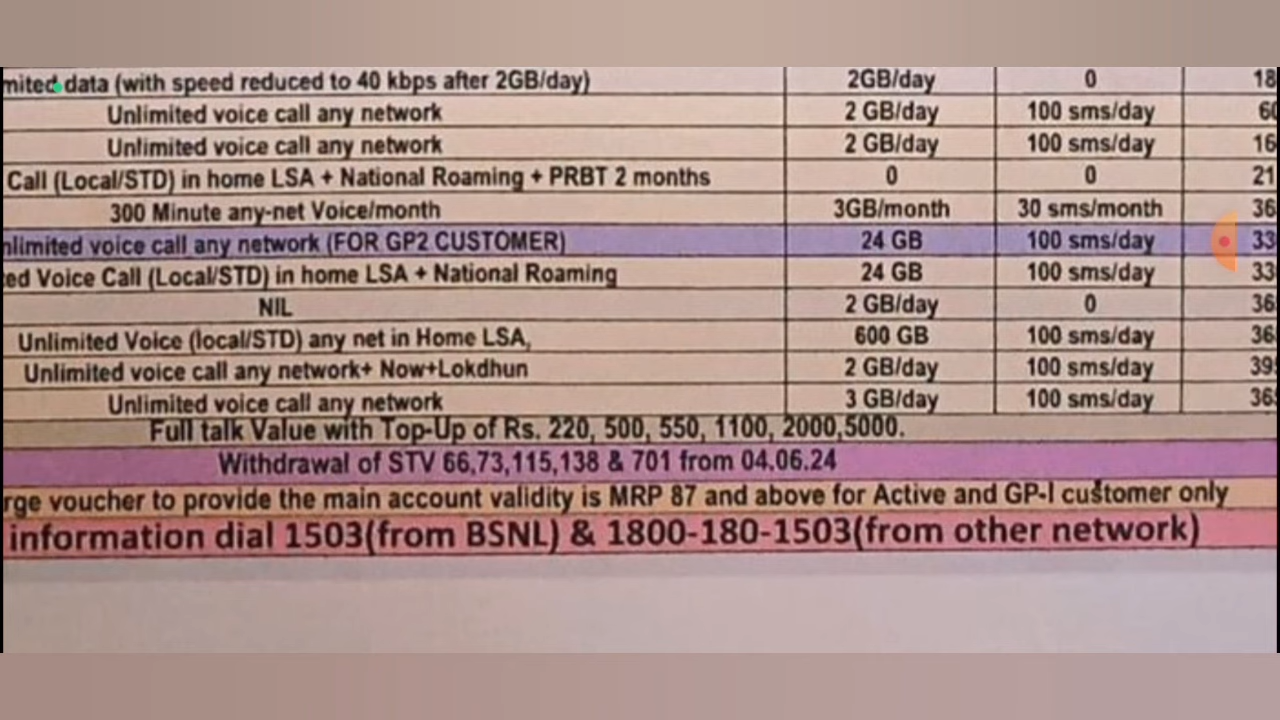 mited data (with speed reduced to 40 kbps after 2GB/day) 2GB/day 0 18
Unlimited voice call any network 2 GB/day 100 sms/day 60
Unlimited voice call any network 2 GB/day 100 sms/day 16
Call (Local/STD) in home LSA + National Roaming + PRBT 2 months 0 0 21
300 Minute any-net Voice/month 3GB/month 30 sms/month 36
nlimited voice call any network (FOR GP2 CUSTOMER) 24 GB 100 sms/day 33
ed Voice Call (Local/STD) in home LSA + National Roaming 24 GB 100 sms/day 33
NIL 2 GB/day 0 36
Unlimited Voice (local/STD) any net in Home LSA, 600 GB 100 sms/day 36
Unlimited voice call any network+ Now+Lokdhun 2 GB/day 100 sms/day 39
Unlimited voice call any network 3 GB/day 100 sms/day 36
Full talk Value with Top-Up of Rs. 220, 500, 550, 1100, 2000,5000.
Withdrawal of STV 66,73,115,138 & 701 from 04.06.24
rge voucher to provide the main account validity is MRP 87 and above for Active and GP-I customer only
information dial 1503(from BSNL) & 1800-180-1503(from other network)